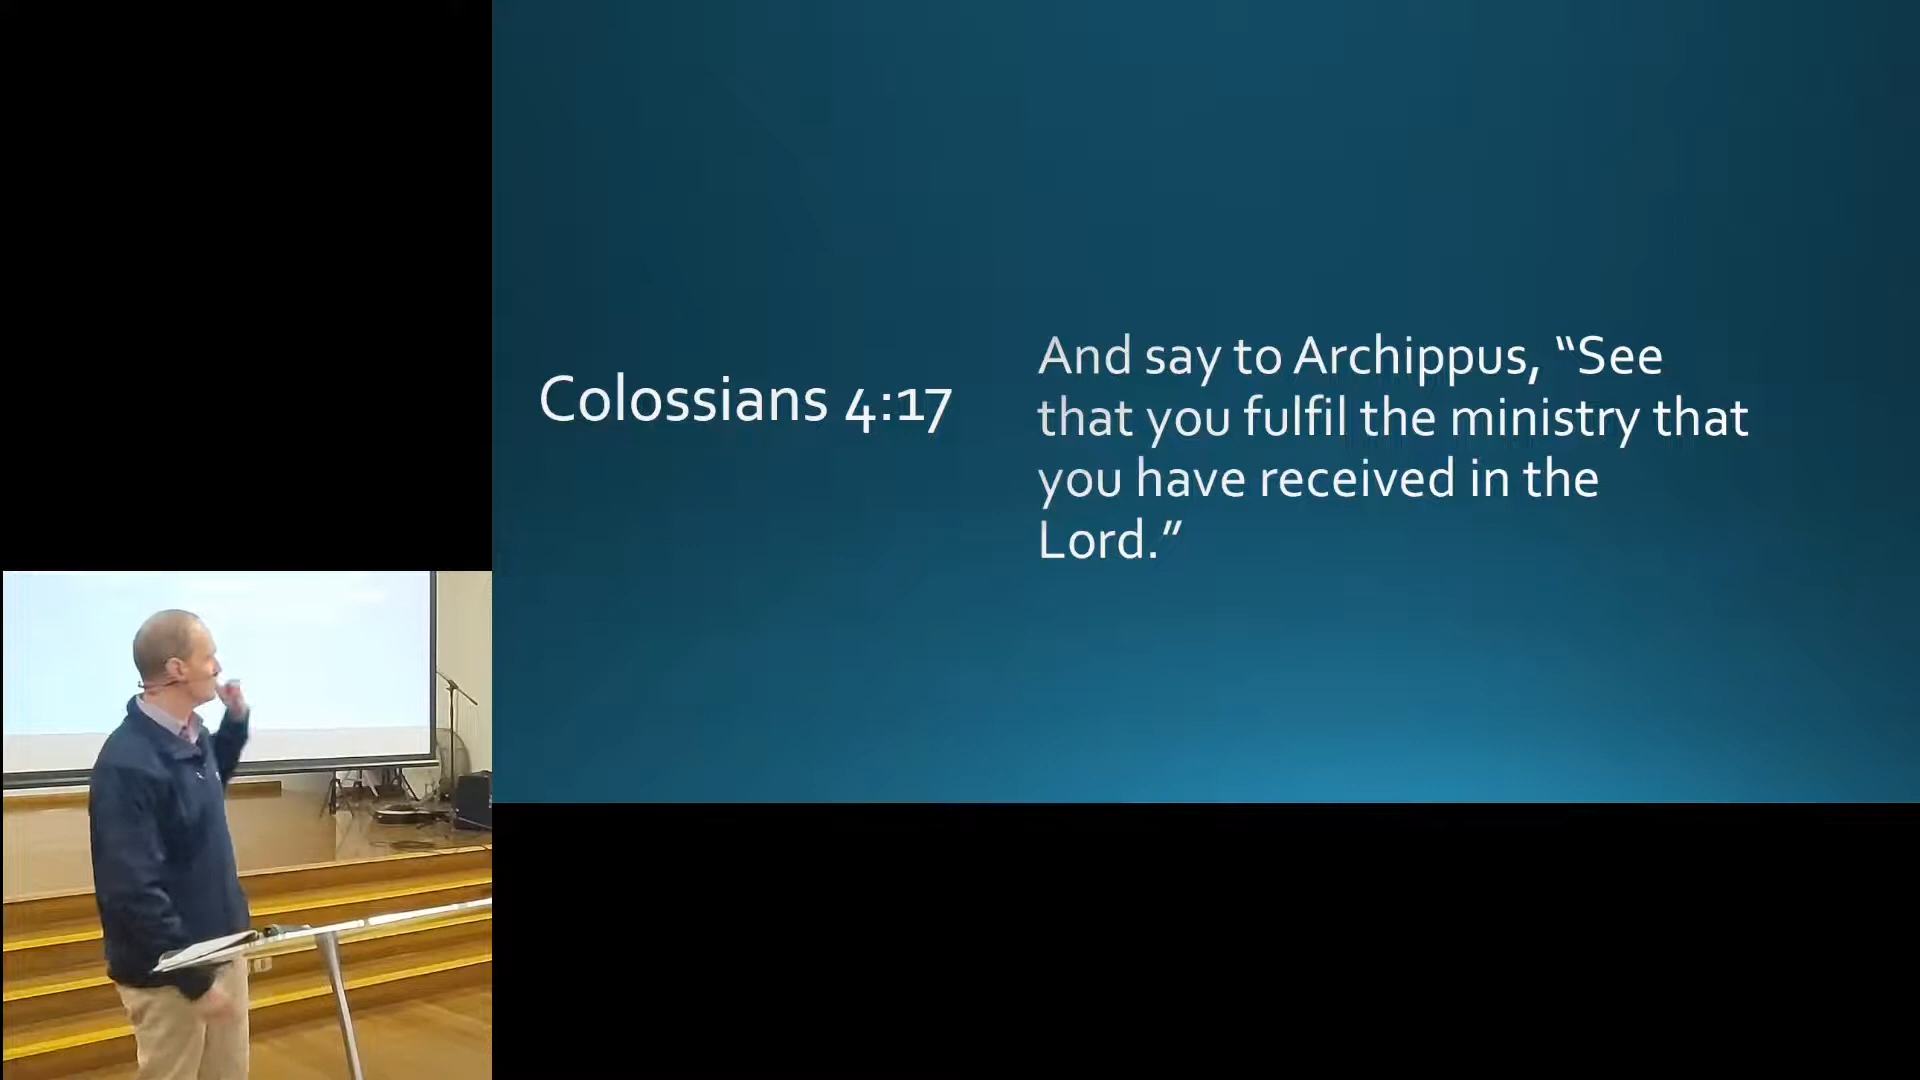 Colossians 4:17
And say to Archippus, “See
that you fulfil the ministry that
you have received in the
Lord.”